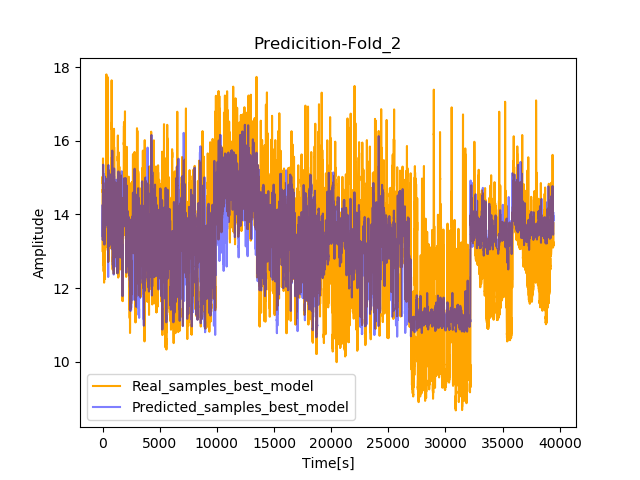 Predicition-Fold_2
18
16
14
12
10
Amplitude
Real_samples_best_model
Predicted_samples_best_model
0 5000 10000 15000 20000 25000 30000 35000 40000
Time[s]